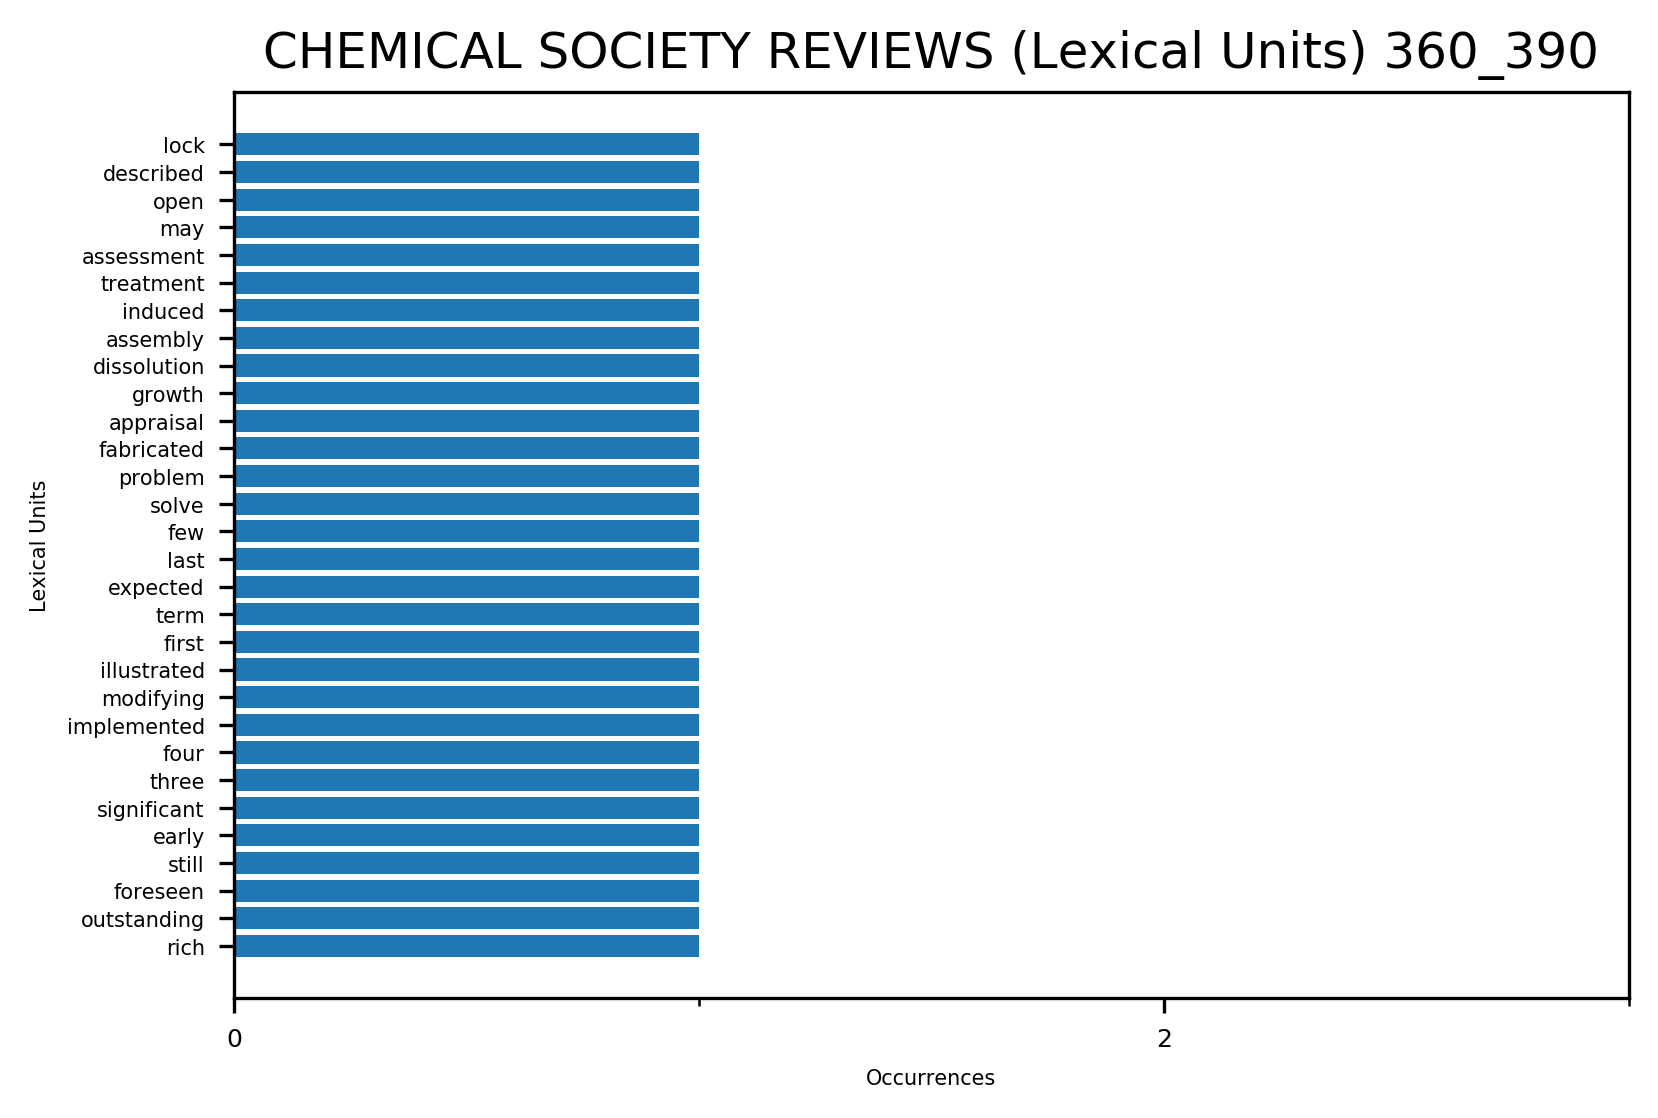 CHEMICAL SOCIETY REVIEWS (Lexical Units) 360_390
lock
described
open
may
assessment
treatment
induced
assembly
dissolution
growth
appraisal
fabricated
problem
solve
few
last
expected
term
first
illustrated
modifying
implemented
four
three
significant
early
still
foreseen
outstanding
rich
Lexical Units
0 2
Occurrences